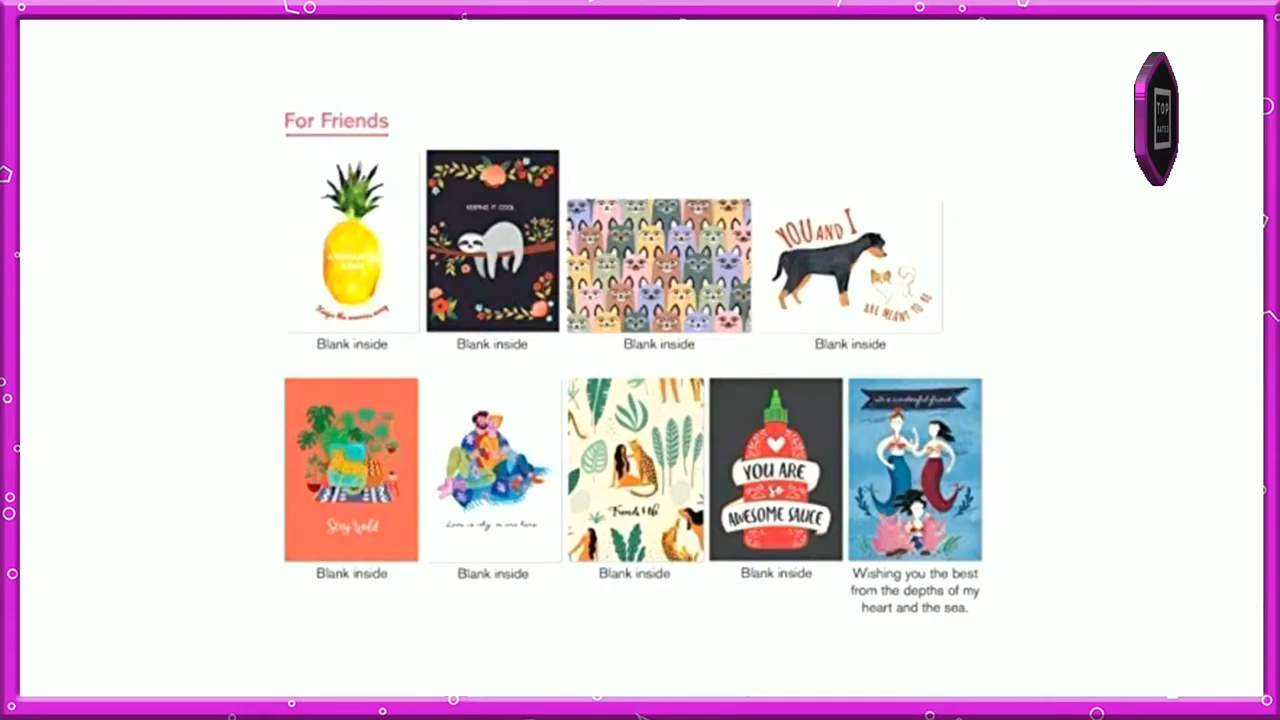 For Friends
KEEPING IT COOL
YOU AND I
ARE MEANT TO BE
Blank inside
Blank inside
Blank inside
Blank inside
Stay Wild
YOU ARE
so
AWESOME SAUCE
Blank inside
Blank inside
Blank inside
Blank inside
Wishing you the best
from the depths of my
heart and the sea.
TOP
RATED